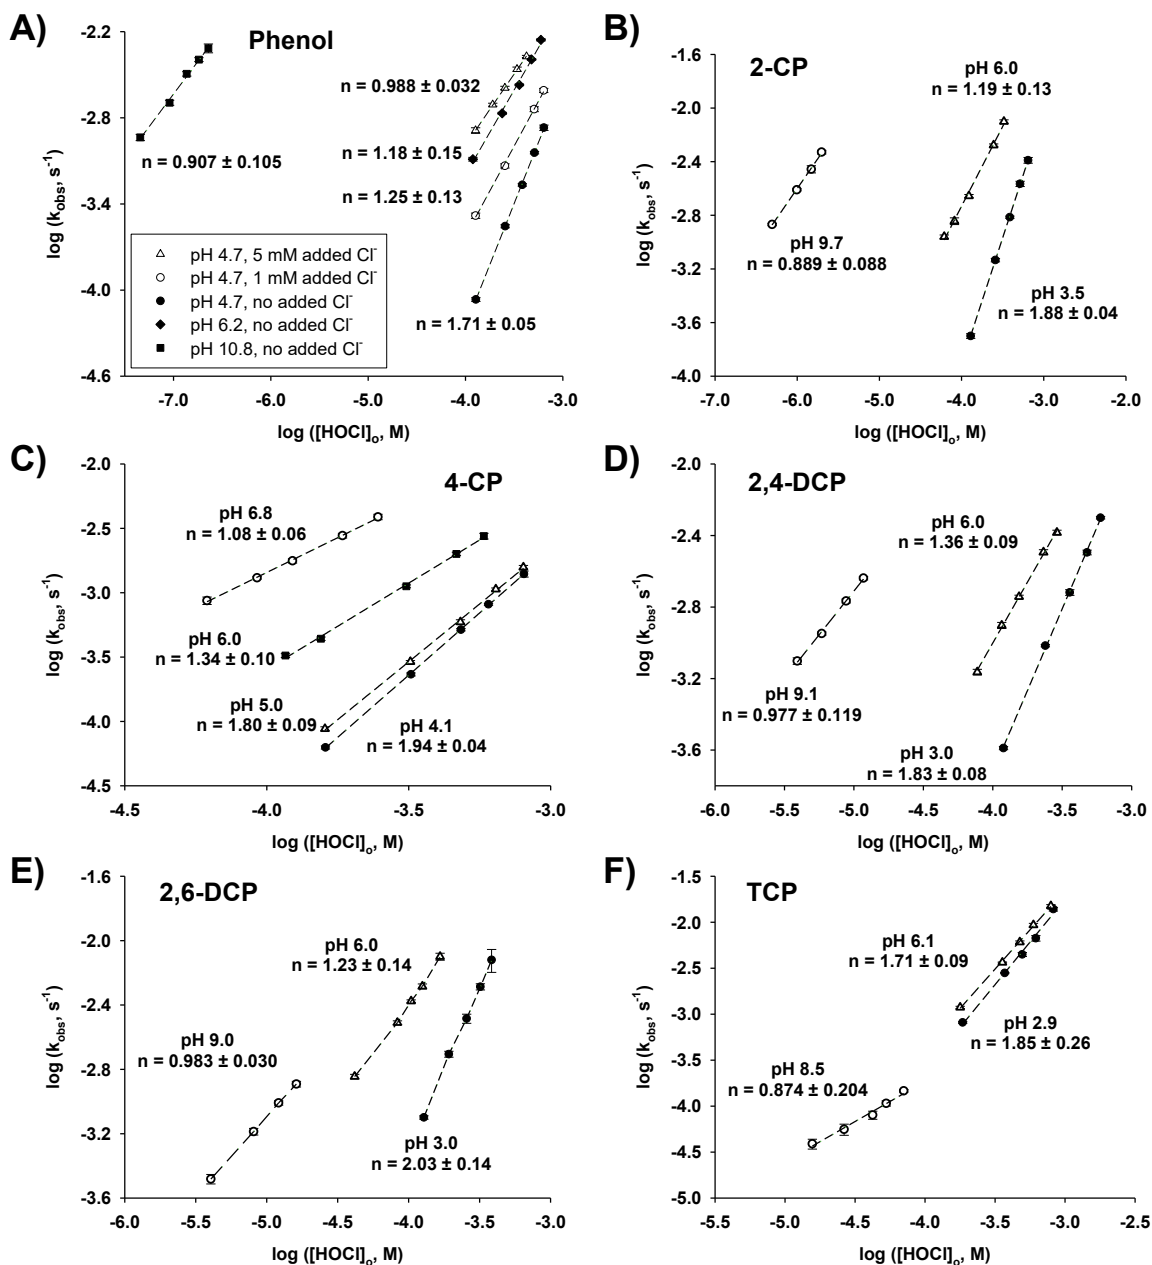 A)
Phenol
log (kobs, s-1)
-2.2
-2.8
-3.4
-4.0
-4.6
n = 0.988 ± 0.032
n = 0.907 ± 0.105
n = 1.18 ± 0.15
n = 1.25 ± 0.13
n = 1.71 ± 0.05
pH 4.7, 5 mM added Cl-
pH 4.7, 1 mM added Cl-
pH 4.7, no added Cl-
pH 6.2, no added Cl-
pH 10.8, no added Cl-
-7.0 -6.0 -5.0 -4.0 -3.0
log ([HOCl]o, M)
B)
2-CP
log (kobs, s-1)
-1.6
-2.0
-2.4
-2.8
-3.2
-3.6
-4.0
pH 6.0
n = 1.19 ± 0.13
pH 9.7
n = 0.889 ± 0.088
pH 3.5
n = 1.88 ± 0.04
-7.0 -6.0 -5.0 -4.0 -3.0 -2.0
log ([HOCl]o, M)
C)
4-CP
log (kobs, s-1)
-2.0
-2.5
-3.0
-3.5
-4.0
-4.5
pH 6.8
n = 1.08 ± 0.06
pH 6.0
n = 1.34 ± 0.10
pH 5.0
n = 1.80 ± 0.09
pH 4.1
n = 1.94 ± 0.04
-4.5 -4.0 -3.5 -3.0
log ([HOCl]o, M)
D)
2,4-DCP
log (kobs, s-1)
-2.0
-2.4
-2.8
-3.2
-3.6
pH 6.0
n = 1.36 ± 0.09
pH 9.1
n = 0.977 ± 0.119
pH 3.0
n = 1.83 ± 0.08
-6.0 -5.0 -4.0 -3.0
log ([HOCl]o, M)
E)
2,6-DCP
log (kobs, s-1)
-1.6
-2.0
-2.4
-2.8
-3.2
-3.6
pH 6.0
n = 1.23 ± 0.14
pH 9.0
n = 0.983 ± 0.030
pH 3.0
n = 2.03 ± 0.14
-6.0 -5.5 -5.0 -4.5 -4.0 -3.5 -3.0
log ([HOCl]o, M)
F)
TCP
log (kobs, s-1)
-1.5
-2.0
-2.5
-3.0
-3.5
-4.0
-4.5
-5.0
pH 6.1
n = 1.71 ± 0.09
pH 2.9
n = 1.85 ± 0.26
pH 8.5
n = 0.874 ± 0.204
-5.5 -5.0 -4.5 -4.0 -3.5 -3.0 -2.5
log ([HOCl]o, M)